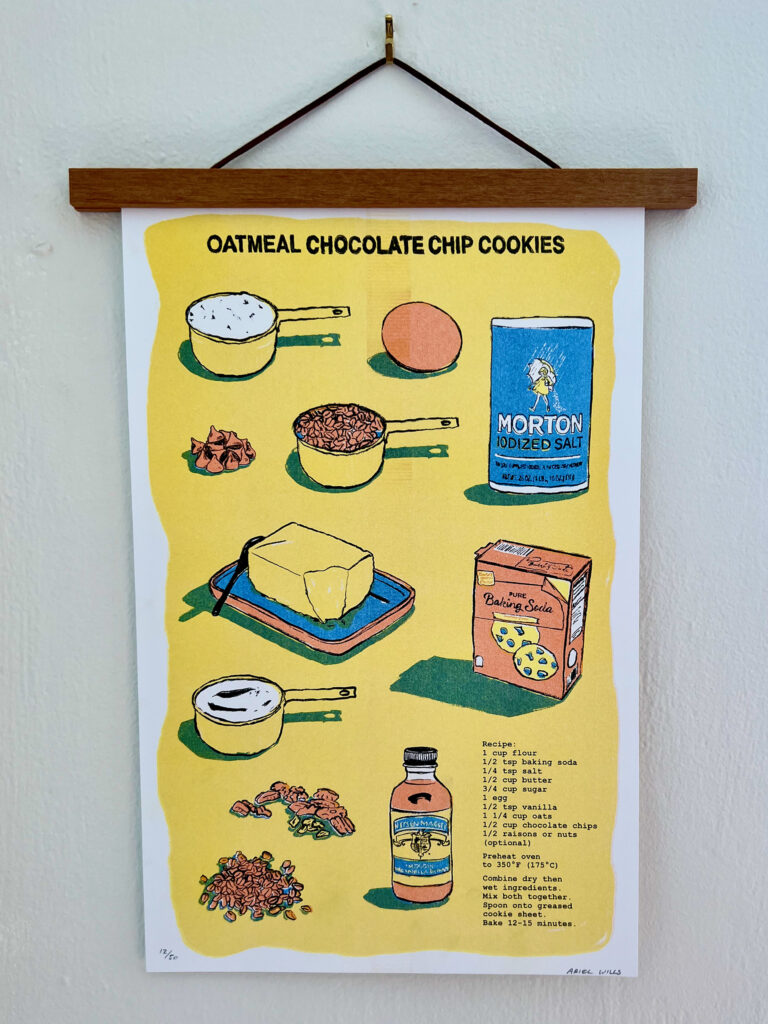 OATMEAL CHOCOLATE CHIP COOKIES
MORTON
IODIZED SALT
PURE
Baking Soda
Recipe:
1 cup flour
1/2 tsp baking soda
1/4 tsp salt
1/2 cup butter
3/4 cup sugar
1 egg
1/2 tsp vanilla
1 1/4 cup oats
1/2 cup chocolate chips
1/2 raisons or nuts
(optional)
Preheat oven
to 350°F (175°C)
Combine dry then
wet ingredients.
Mix both together.
Spoon onto greased
cookie sheet.
Bake 12-15 minutes.
12/50
ARIEL WILLS